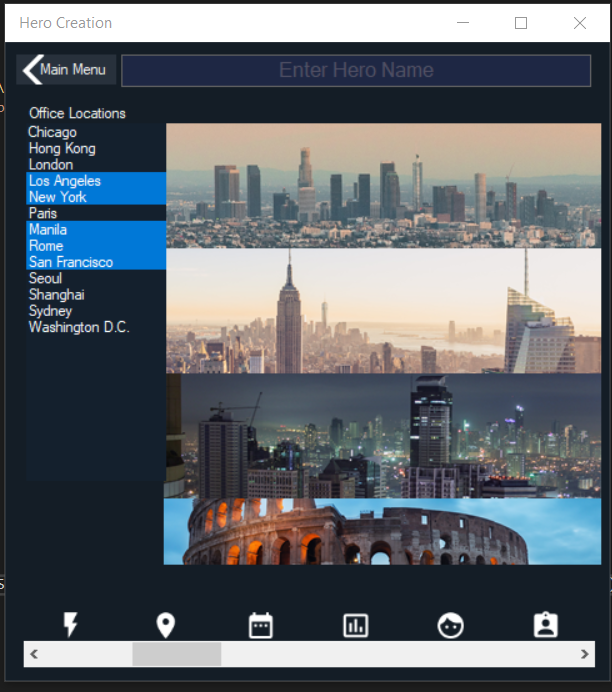 Hero Creation
Main Menu
Enter Hero Name
Office Locations
Chicago
Hong Kong
London
Los Angeles
New York
Paris
Manila
Rome
San Francisco
Seoul
Shanghai
Sydney
Washington D.C.